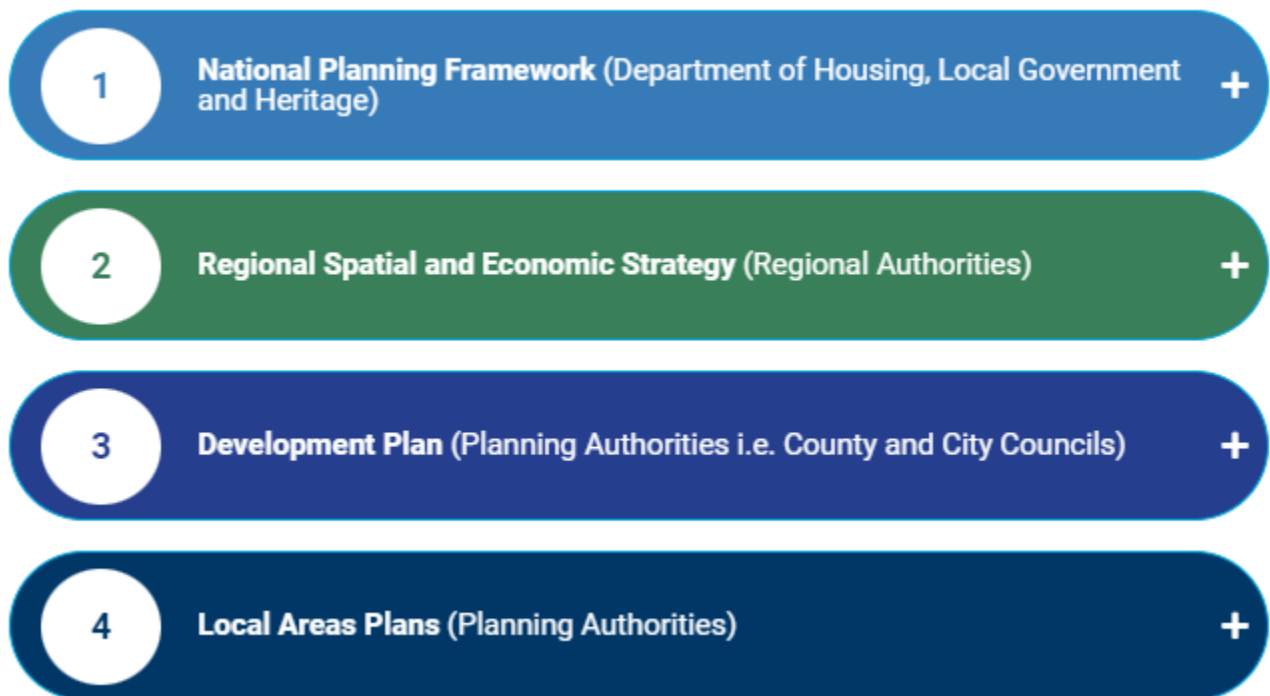 1
National Planning Framework (Department of Housing, Local Government
and Heritage)
+
2
Regional Spatial and Economic Strategy (Regional Authorities)
+
3
Development Plan (Planning Authorities i.e. County and City Councils)
+
4
Local Areas Plans (Planning Authorities)
+